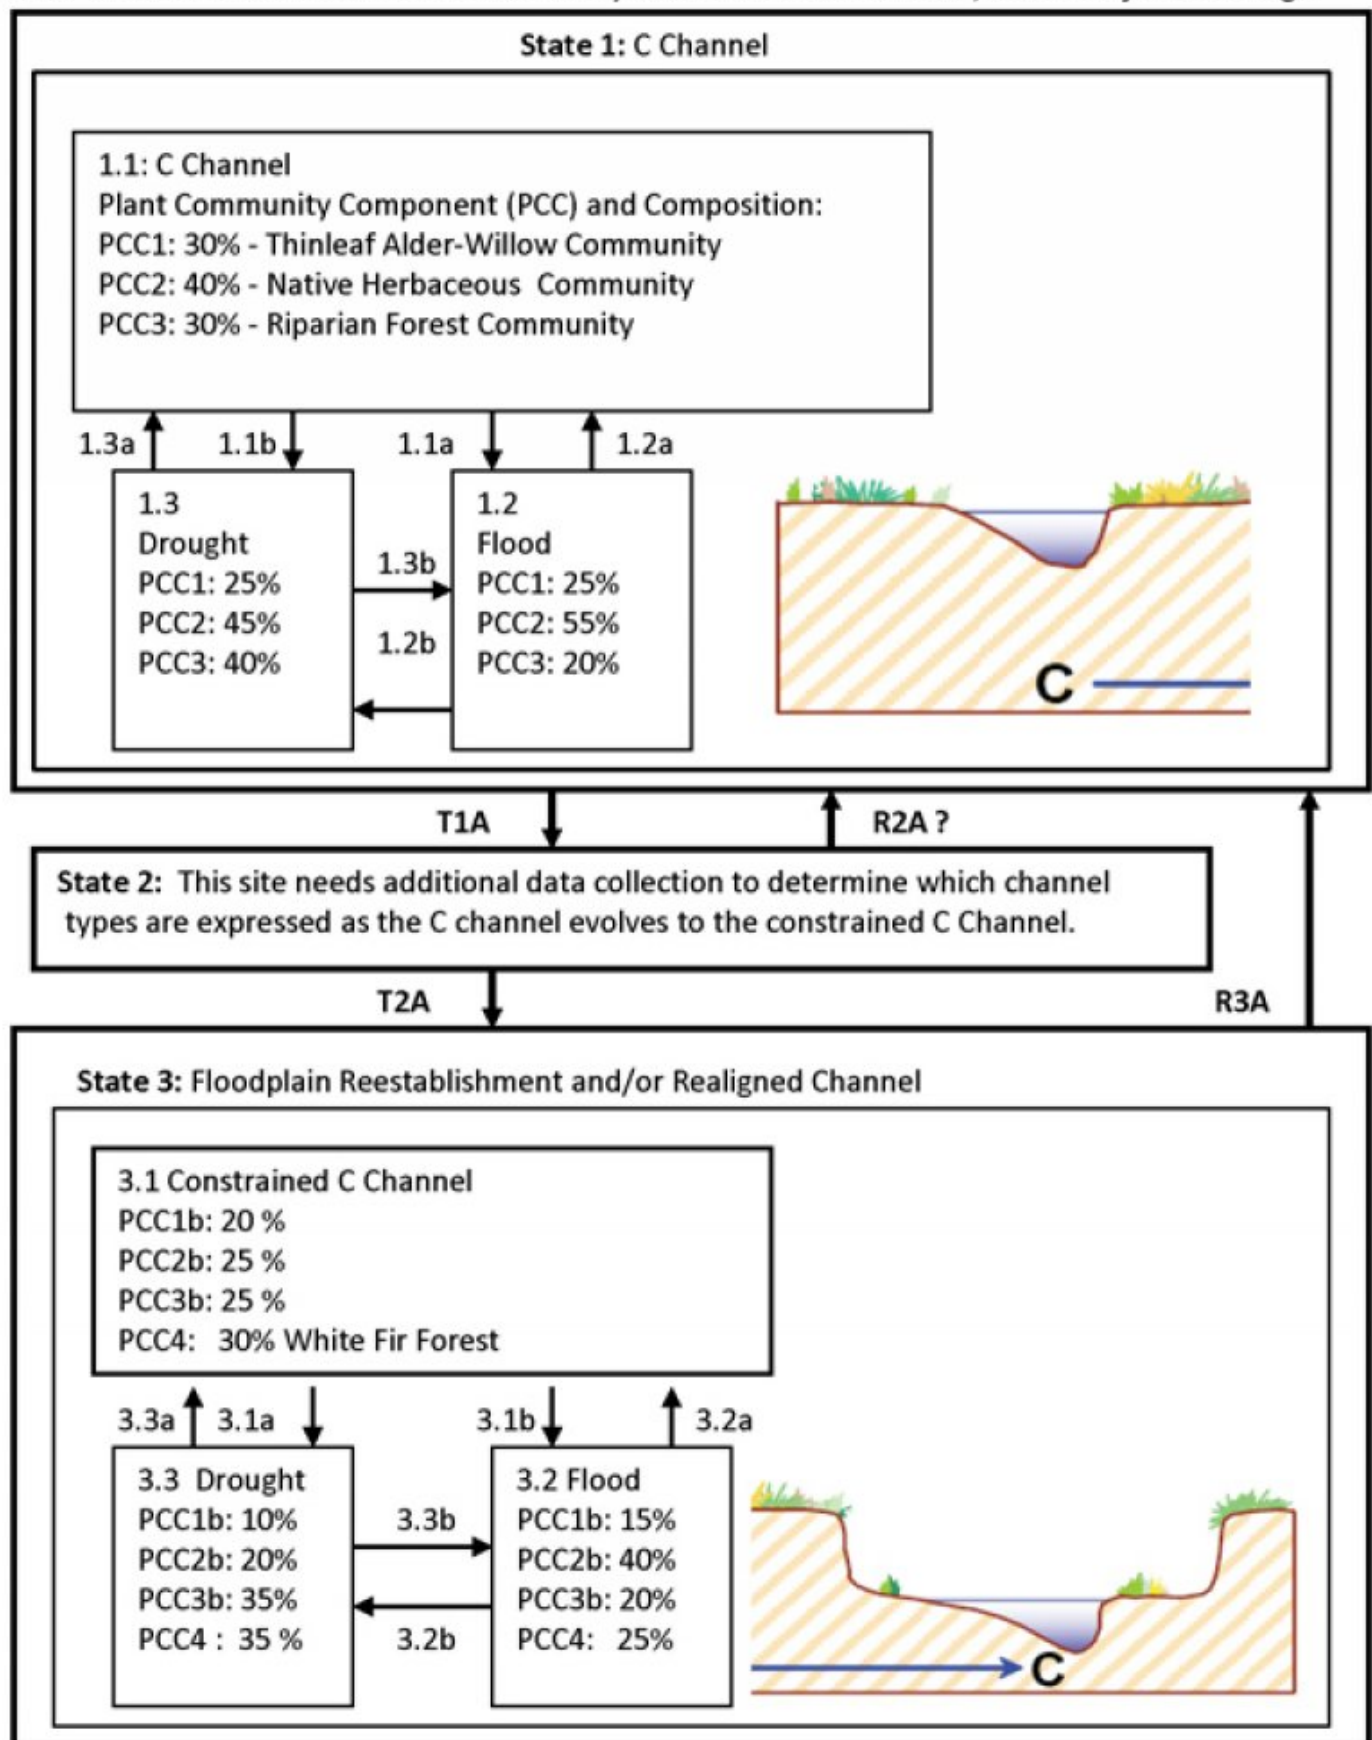 State 1: C Channel
1.1: C Channel
Plant Community Component (PCC) and Composition:
PCC1: 30% - Thinleaf Alder-Willow Community
PCC2: 40% - Native Herbaceous Community
PCC3: 30% - Riparian Forest Community
1.3a
1.1b
1.1a
1.2a
1.3
Drought
PCC1: 25%
PCC2: 45%
PCC3: 40%
1.3b
1.2b
1.2
Flood
PCC1: 25%
PCC2: 55%
PCC3: 20%
C
T1A
R2A ?
State 2: This site needs additional data collection to determine which channel
types are expressed as the C channel evolves to the constrained C Channel.
T2A
R3A
State 3: Floodplain Reestablishment and/or Realigned Channel
3.1 Constrained C Channel
PCC1b: 20 %
PCC2b: 25 %
PCC3b: 25 %
PCC4: 30% White Fir Forest
3.3a
3.1a
3.1b
3.2a
3.3 Drought
PCC1b: 10%
PCC2b: 20%
PCC3b: 35%
PCC4 : 35 %
3.3b
3.2b
3.2 Flood
PCC1b: 15%
PCC2b: 40%
PCC3b: 20%
PCC4: 25%
C